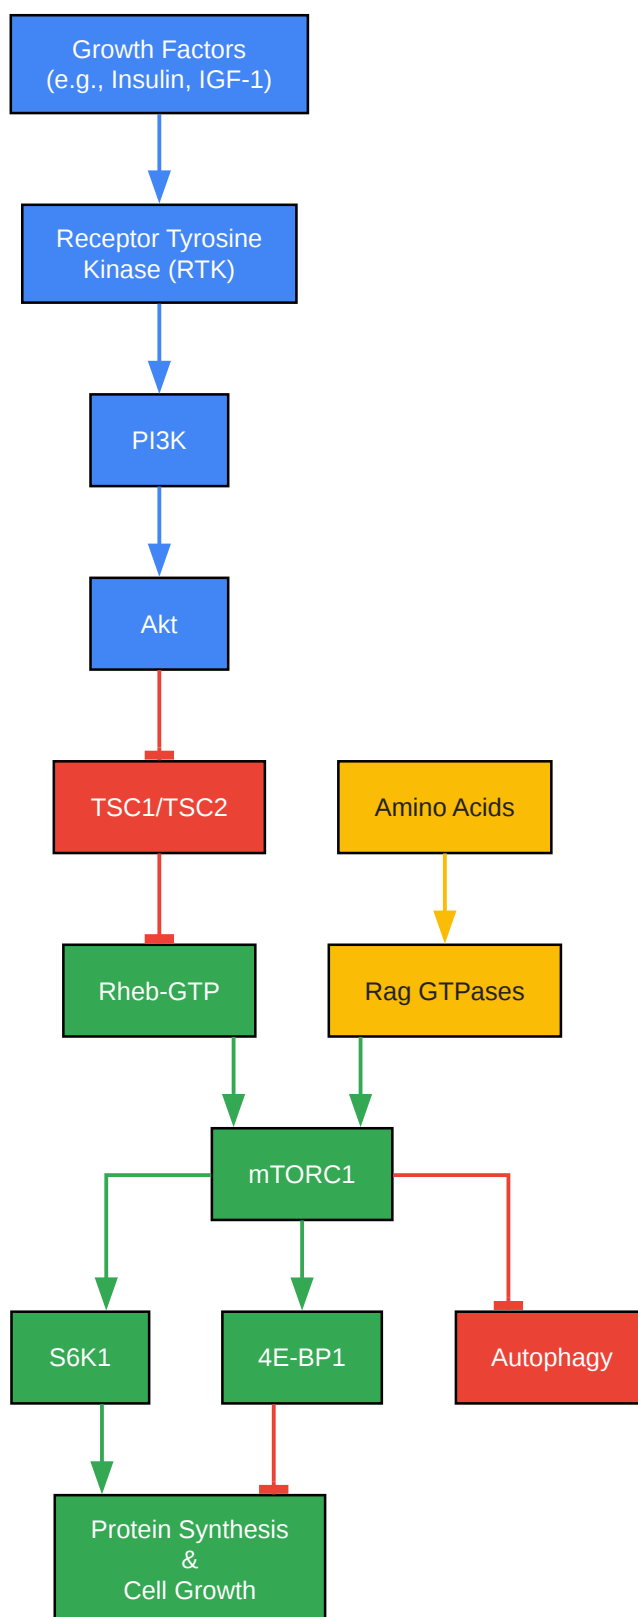 Growth Factors
(e.g., Insulin, IGF-1)
Receptor Tyrosine
Kinase (RTK)
PI3K
Akt
TSC1/TSC2
Amino Acids
Rheb-GTP
Rag GTPases
mTORC1
S6K1
4E-BP1
Autophagy
Protein Synthesis
&
Cell Growth